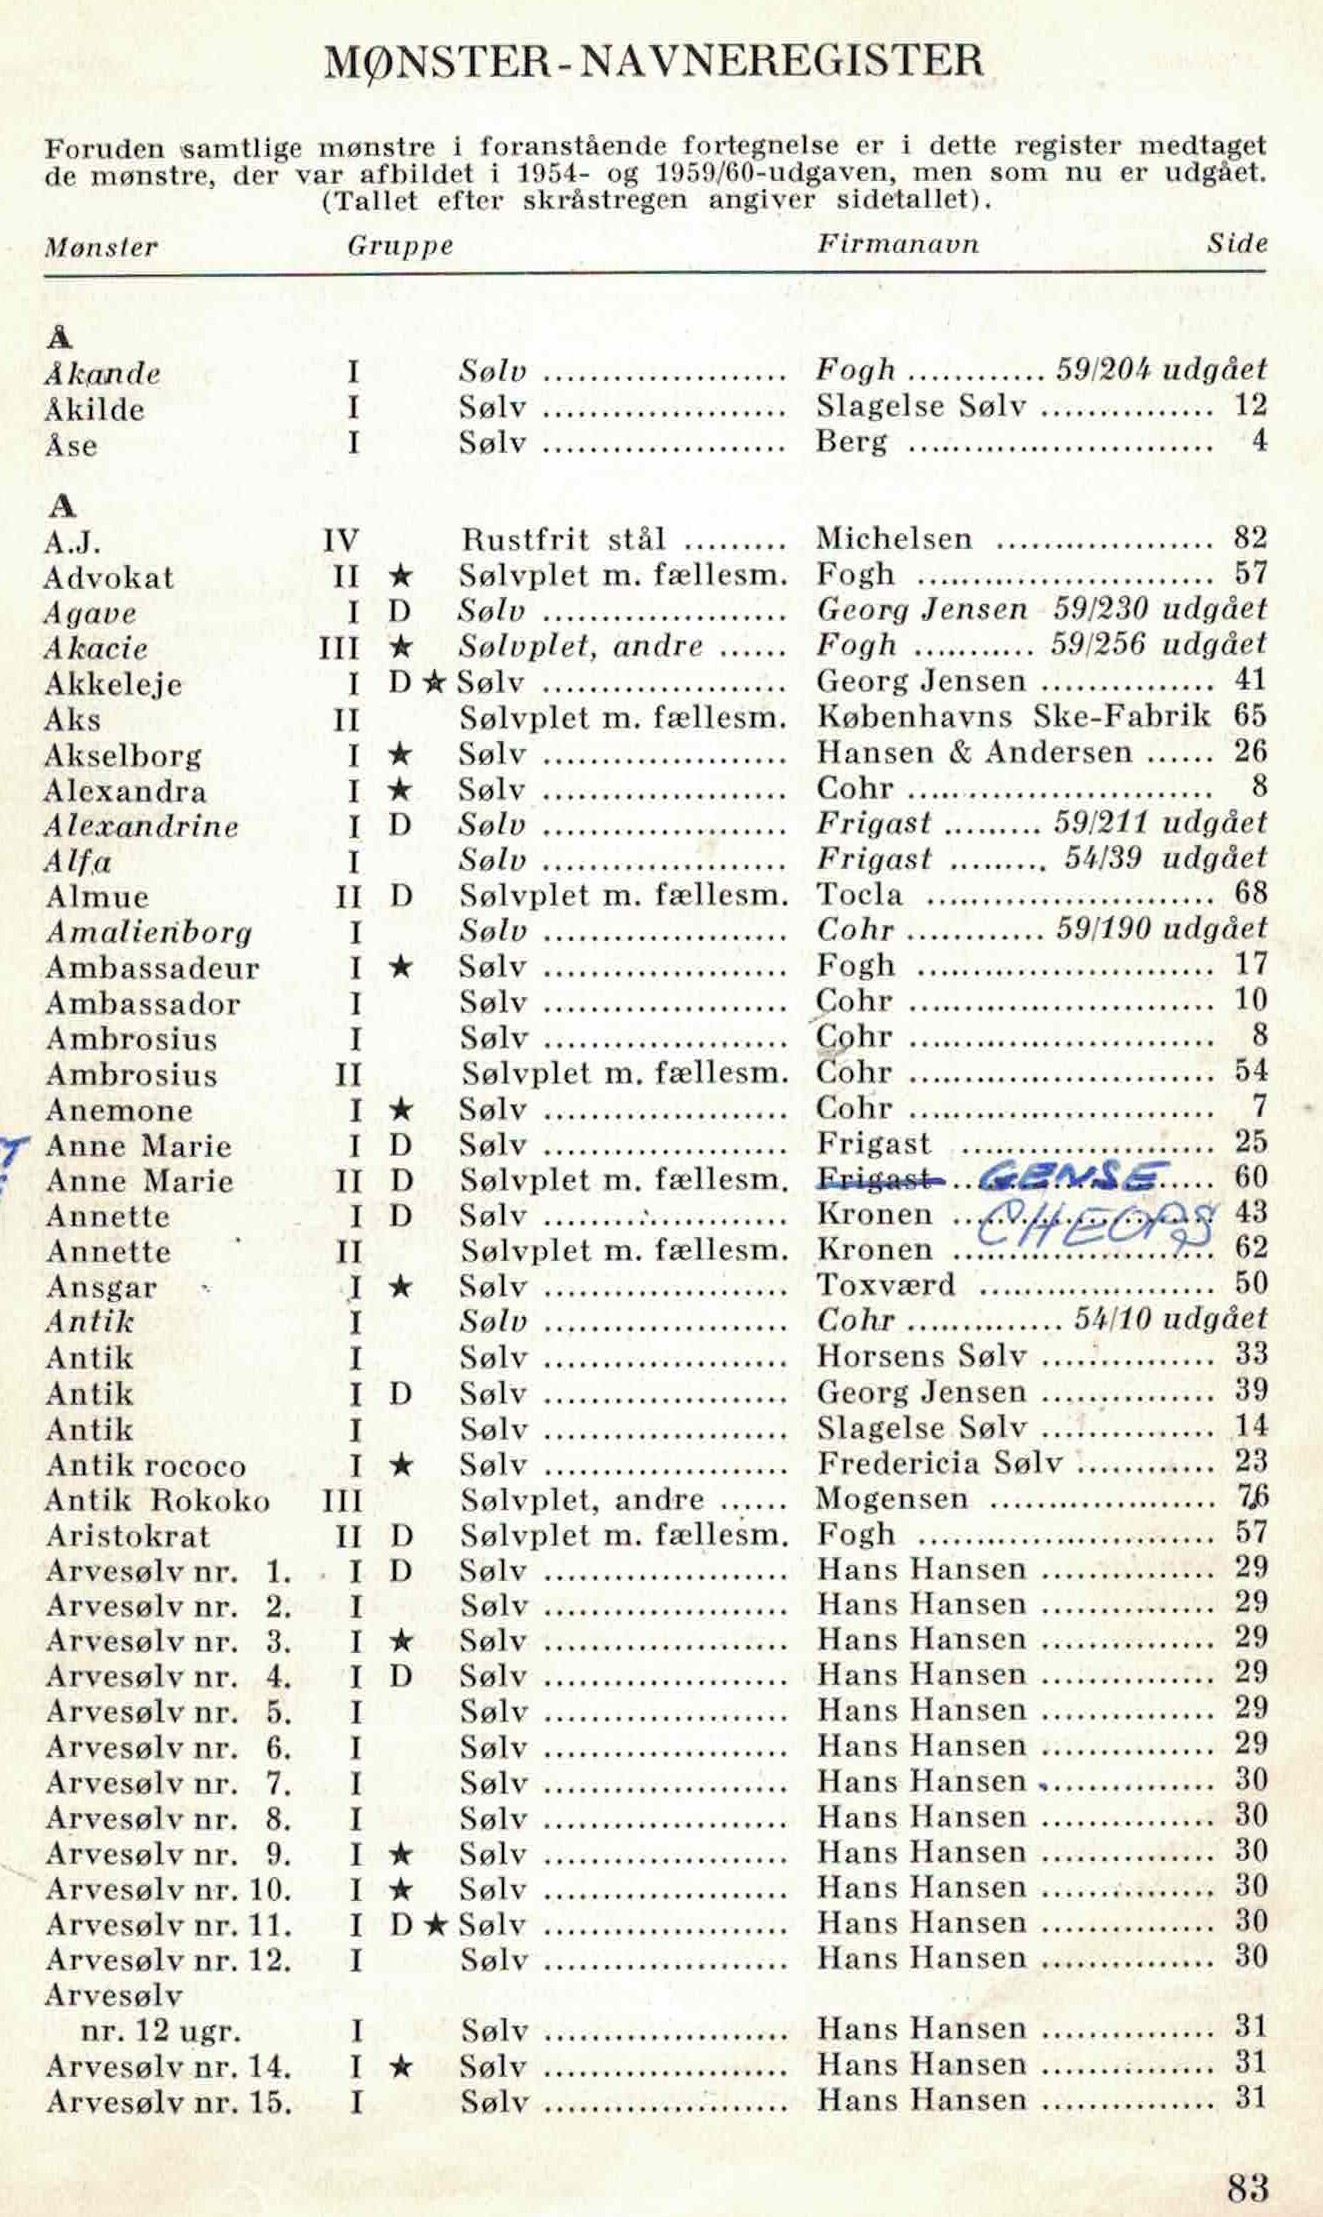 MØNSTER-NAVNEREGISTER
Foruden samtlige mønstre i foranstående fortegnelse er i dette register medtaget
de mønstre, der var afbildet i 1954- og 1959/60-udgaven, men som nu er udgået.
(Tallet efter skråstregen angiver sidetallet).
Mønster Gruppe Firmanavn Side
Å
Åkande I Sølv ..................... Fogh ............ 59/204 udgået
Åkilde I Sølv ..................... Slagelse Sølv ............... 12
Åse I Sølv ..................... Berg .......................... 4
A
A.J. IV Rustfrit stål ......... Michelsen ................... 82
Advokat II ★ Sølvplet m. fællesm. Fogh .......................... 57
Agave I D Sølv ..................... Georg Jensen 59/230 udgået
Akacie III ★ Sølvplet, andre ...... Fogh ........... 59/256 udgået
Akkeleje I D ★ Sølv ..................... Georg Jensen ............... 41
Aks II Sølvplet m. fællesm. Københavns Ske-Fabrik 65
Akselborg I ★ Sølv ..................... Hansen & Andersen ...... 26
Alexandra I ★ Sølv ..................... Cohr .......................... 8
Alexandrine I D Sølv ..................... Frigast ......... 59/211 udgået
Alfa I Sølv ..................... Frigast ......... 54/39 udgået
Almue II D Sølvplet m. fællesm. Tocla ......................... 68
Amalienborg I Sølv ..................... Cohr ............ 59/190 udgået
Ambassadeur I ★ Sølv ..................... Fogh .......................... 17
Ambassador I Sølv ..................... Cohr .......................... 10
Ambrosius I Sølv ..................... Cohr .......................... 8
Ambrosius II Sølvplet m. fællesm. Cohr .......................... 54
Anemone I ★ Sølv ..................... Cohr .......................... 7
Anne Marie I D Sølv ..................... Frigast ...................... 25
Anne Marie II D Sølvplet m. fællesm. Frigast .. GENSE ..... 60
Annette I D Sølv ..................... Kronen .. CHEOPS 43
Annette II Sølvplet m. fællesm. Kronen ....................... 62
Ansgar I ★ Sølv ..................... Toxværd ..................... 50
Antik I Sølv ..................... Cohr .............. 54/10 udgået
Antik I Sølv ..................... Horsens Sølv ............... 33
Antik I D Sølv ..................... Georg Jensen ............... 39
Antik I Sølv ..................... Slagelse Sølv ............... 14
Antik rococo I ★ Sølv ..................... Fredericia Sølv ............ 23
Antik Rokoko III Sølvplet, andre ...... Mogensen .................... 76
Aristokrat II D Sølvplet m. fællesm. Fogh .......................... 57
Arvesølv nr. 1. I D Sølv ..................... Hans Hansen ............... 29
Arvesølv nr. 2. I Sølv ..................... Hans Hansen ............... 29
Arvesølv nr. 3. I ★ Sølv ..................... Hans Hansen ............... 29
Arvesølv nr. 4. I D Sølv ..................... Hans Hansen ............... 29
Arvesølv nr. 5. I Sølv ..................... Hans Hansen ............... 29
Arvesølv nr. 6. I Sølv ..................... Hans Hansen ............... 29
Arvesølv nr. 7. I Sølv ..................... Hans Hansen ............... 30
Arvesølv nr. 8. I Sølv ..................... Hans Hansen ............... 30
Arvesølv nr. 9. I ★ Sølv ..................... Hans Hansen ............... 30
Arvesølv nr. 10. I ★ Sølv ..................... Hans Hansen ............... 30
Arvesølv nr. 11. I D ★ Sølv ..................... Hans Hansen ............... 30
Arvesølv nr. 12. I Sølv ..................... Hans Hansen ............... 30
Arvesølv
nr. 12 ugr. I Sølv ..................... Hans Hansen ............... 31
Arvesølv nr. 14. I ★ Sølv ..................... Hans Hansen ............... 31
Arvesølv nr. 15. I Sølv ..................... Hans Hansen ............... 31
83